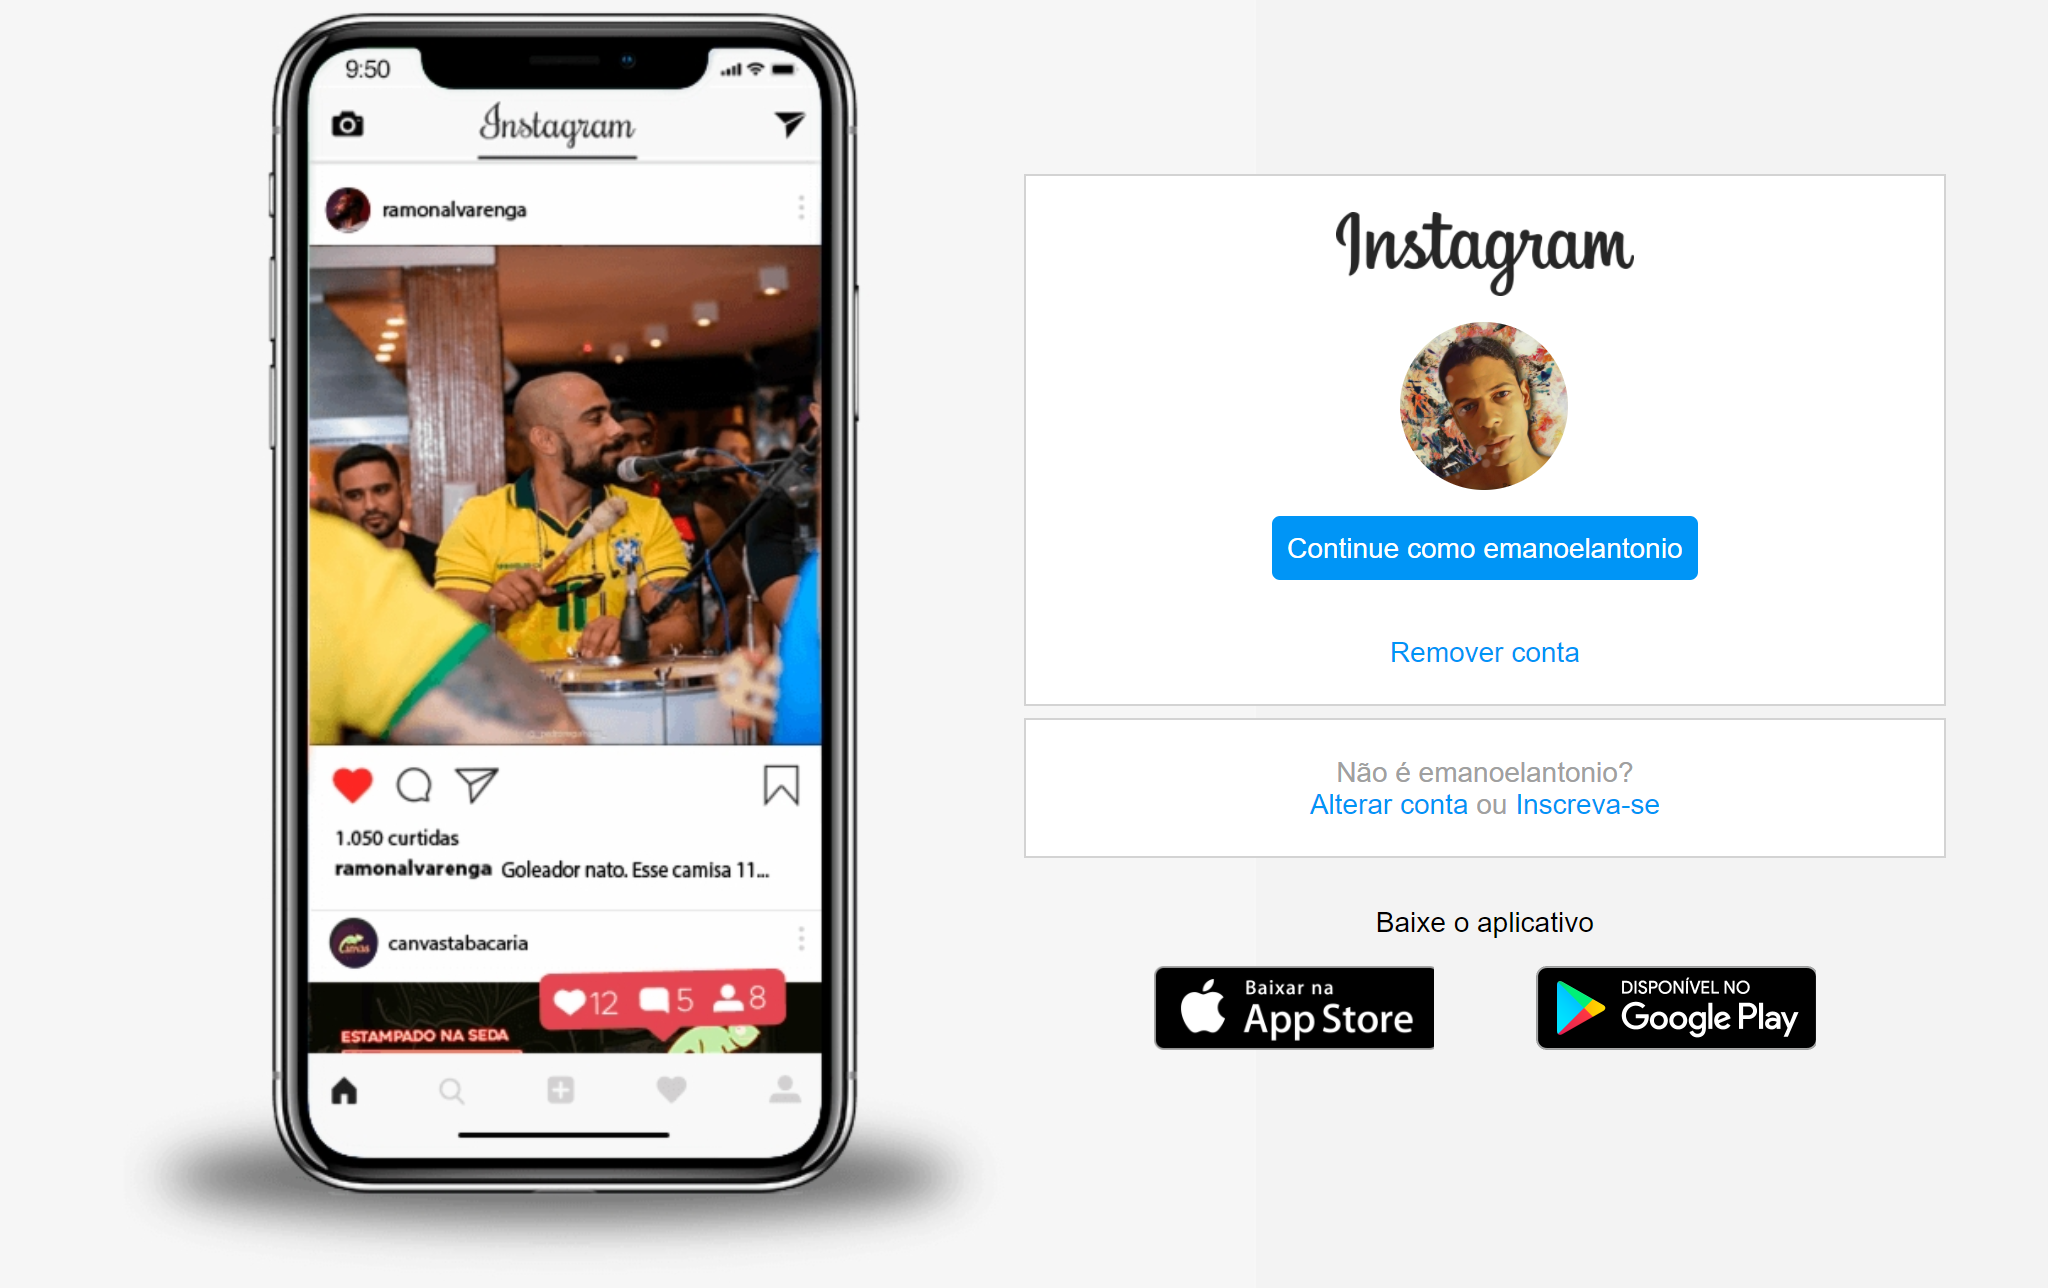 9:50
Instagram
ramonalvarenga
1.050 curtidas
ramonalvarenga Goleador nato. Esse camisa 11...
canvastabacaria
12 5 8
ESTAMPADO NA SEDA
Instagram
Continue como emanoelantonio
Remover conta
Não é emanoelantonio?
Alterar conta ou Inscreva-se
Baixe o aplicativo
Baixar na
App Store
DISPONÍVEL NO
Google Play